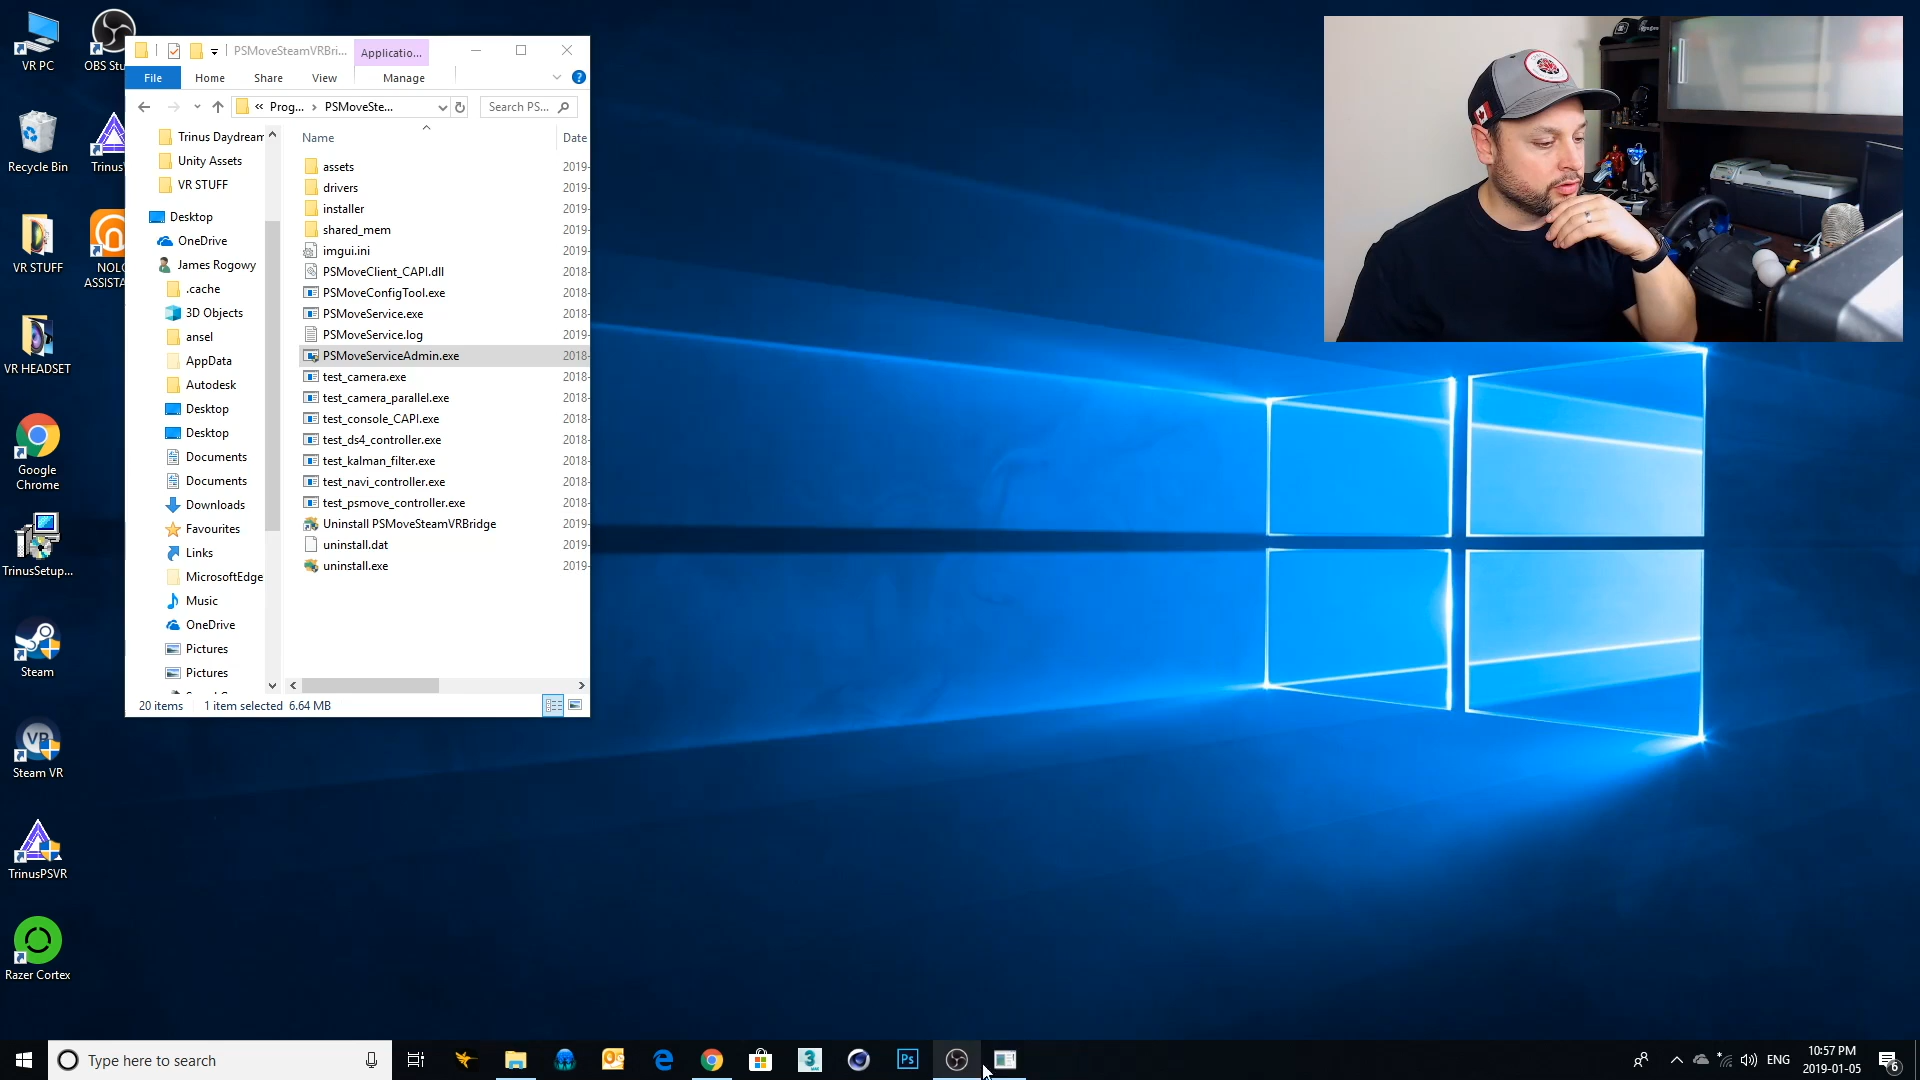 VR PC
OBS Stu
Recycle Bin
Trinus
VR STUFF
NOLO
ASSISTA
VR HEADSET
Google
Chrome
TrinusSetup...
Steam
Steam VR
TrinusPSVR
Razer Cortex
PSMoveSteamVRBri...
Applicatio...
File
Home
Share
View
Manage
« Prog... › PSMoveSte...
Search PS...
Trinus Daydream
Unity Assets
VR STUFF
Desktop
OneDrive
James Rogowy
.cache
3D Objects
ansel
AppData
Autodesk
Desktop
Desktop
Documents
Documents
Downloads
Favourites
Links
MicrosoftEdge
Music
OneDrive
Pictures
Pictures
Name Date
assets 2019-
drivers 2019-
installer 2019-
shared_mem 2019-
imgui.ini 2019-
PSMoveClient_CAPI.dll 2018-
PSMoveConfigTool.exe 2018-
PSMoveService.exe 2018-
PSMoveService.log 2019-
PSMoveServiceAdmin.exe 2018-
test_camera.exe 2018-
test_camera_parallel.exe 2018-
test_console_CAPI.exe 2018-
test_ds4_controller.exe 2018-
test_kalman_filter.exe 2018-
test_navi_controller.exe 2018-
test_psmove_controller.exe 2018-
Uninstall PSMoveSteamVRBridge 2019-
uninstall.dat 2019-
uninstall.exe 2019-
20 items 1 item selected 6.64 MB
Type here to search
Ps
ENG
10:57 PM
2019-01-05
6